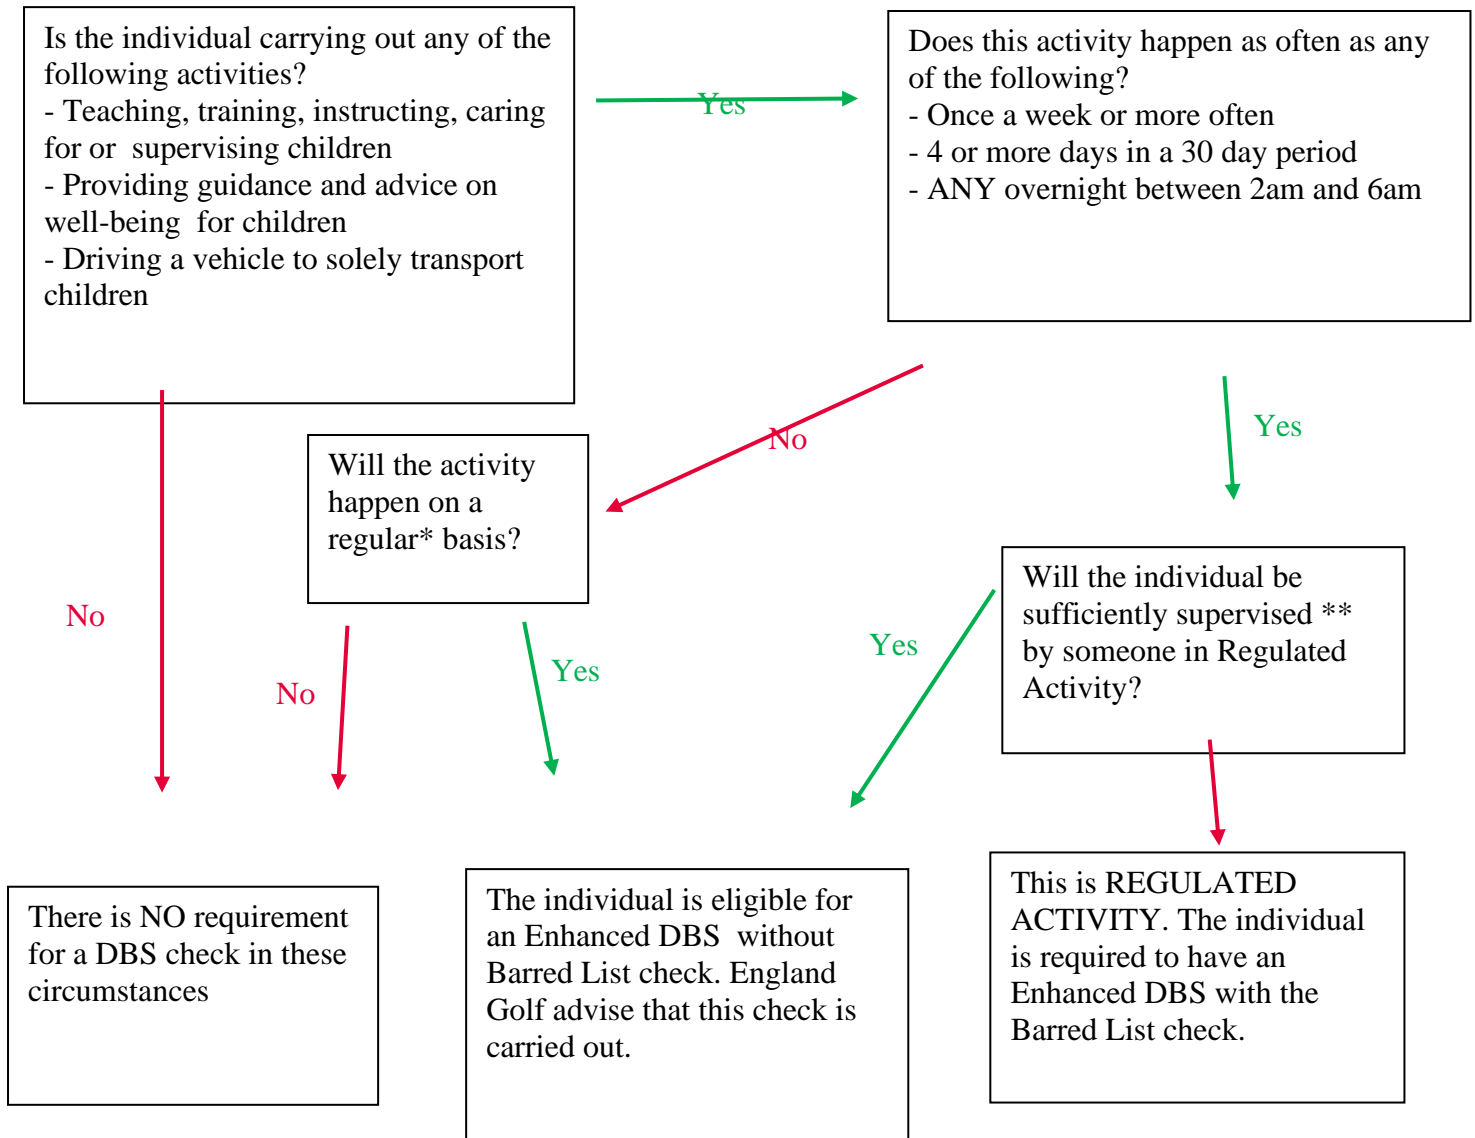 Is the individual carrying out any of the
following activities?
- Teaching, training, instructing, caring
for or supervising children
- Providing guidance and advice on
well-being for children
- Driving a vehicle to solely transport
children
Yes
Does this activity happen as often as any
of the following?
- Once a week or more often
- 4 or more days in a 30 day period
- ANY overnight between 2am and 6am
No
Yes
Will the activity
happen on a
regular* basis?
Will the individual be
sufficiently supervised **
by someone in Regulated
Activity?
No
No
Yes
Yes
There is NO requirement
for a DBS check in these
circumstances
The individual is eligible for
an Enhanced DBS without
Barred List check. England
Golf advise that this check is
carried out.
This is REGULATED
ACTIVITY. The individual
is required to have an
Enhanced DBS with the
Barred List check.